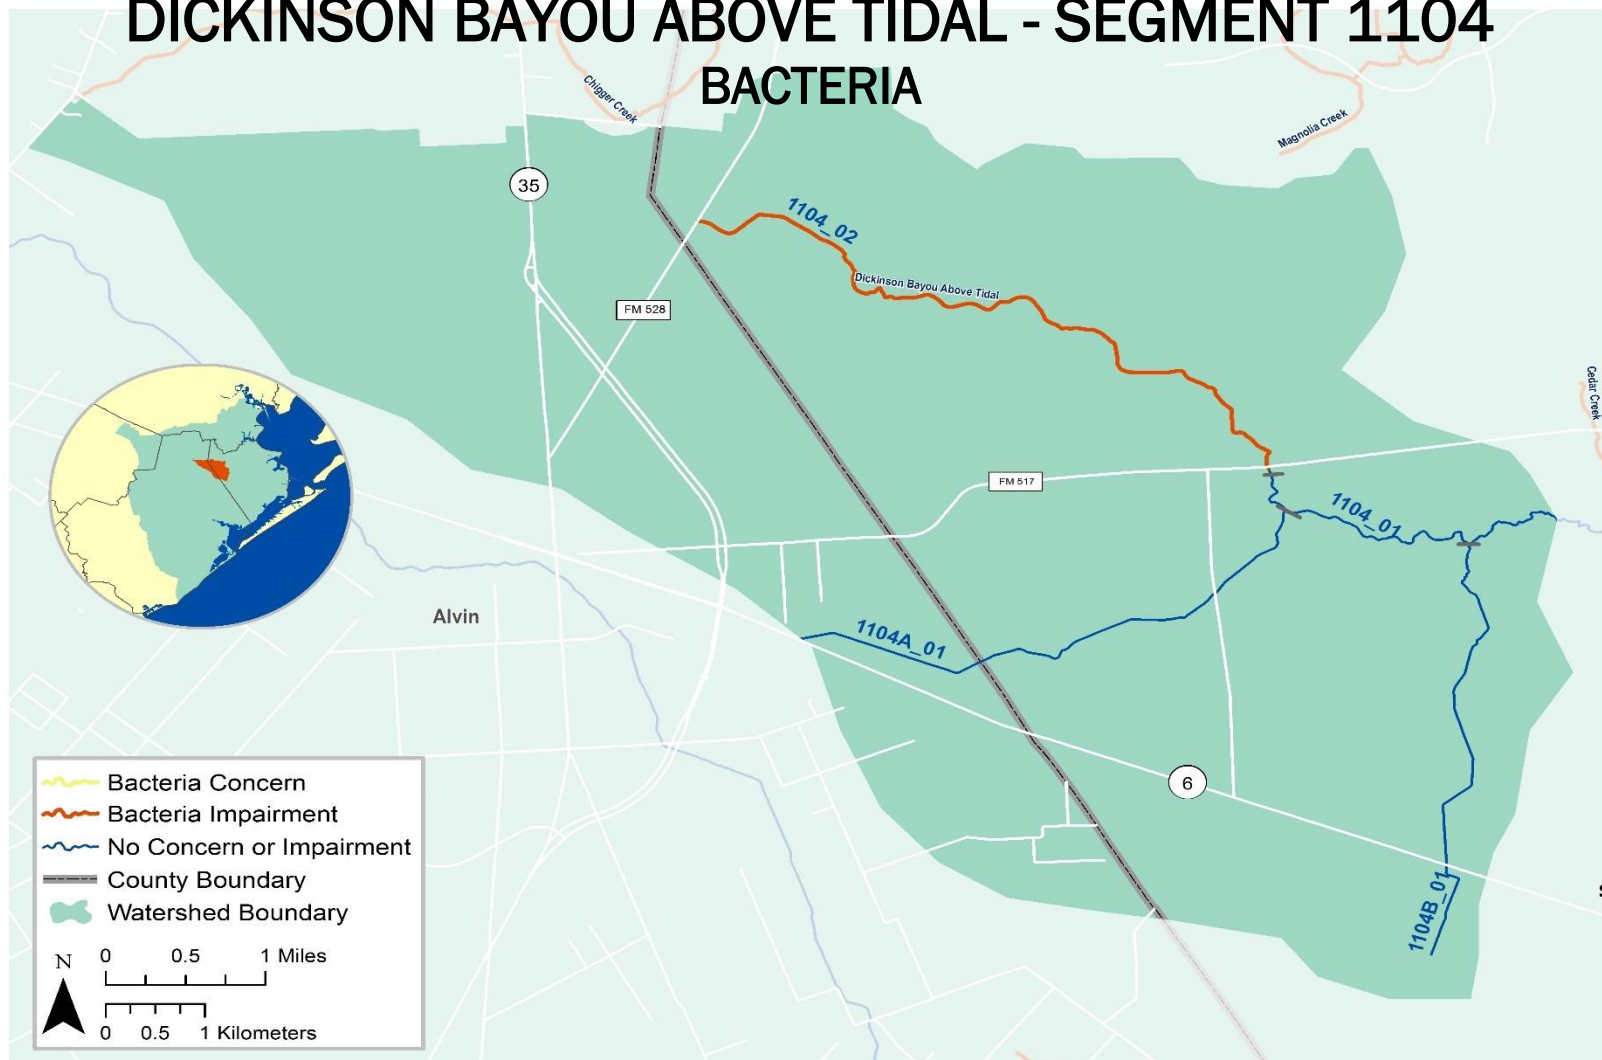 DICKINSON BAYOU ABOVE TIDAL - SEGMENT 1104
BACTERIA
Chigger Creek
Magnolia Creek
35
1104_02
Dickinson Bayou Above Tidal
FM 528
Cedar Creek
FM 517
1104_01
Alvin
1104A_01
6
1104B_01
Bacteria Concern
Bacteria Impairment
No Concern or Impairment
County Boundary
Watershed Boundary
N
0 0.5 1 Miles
0 0.5 1 Kilometers